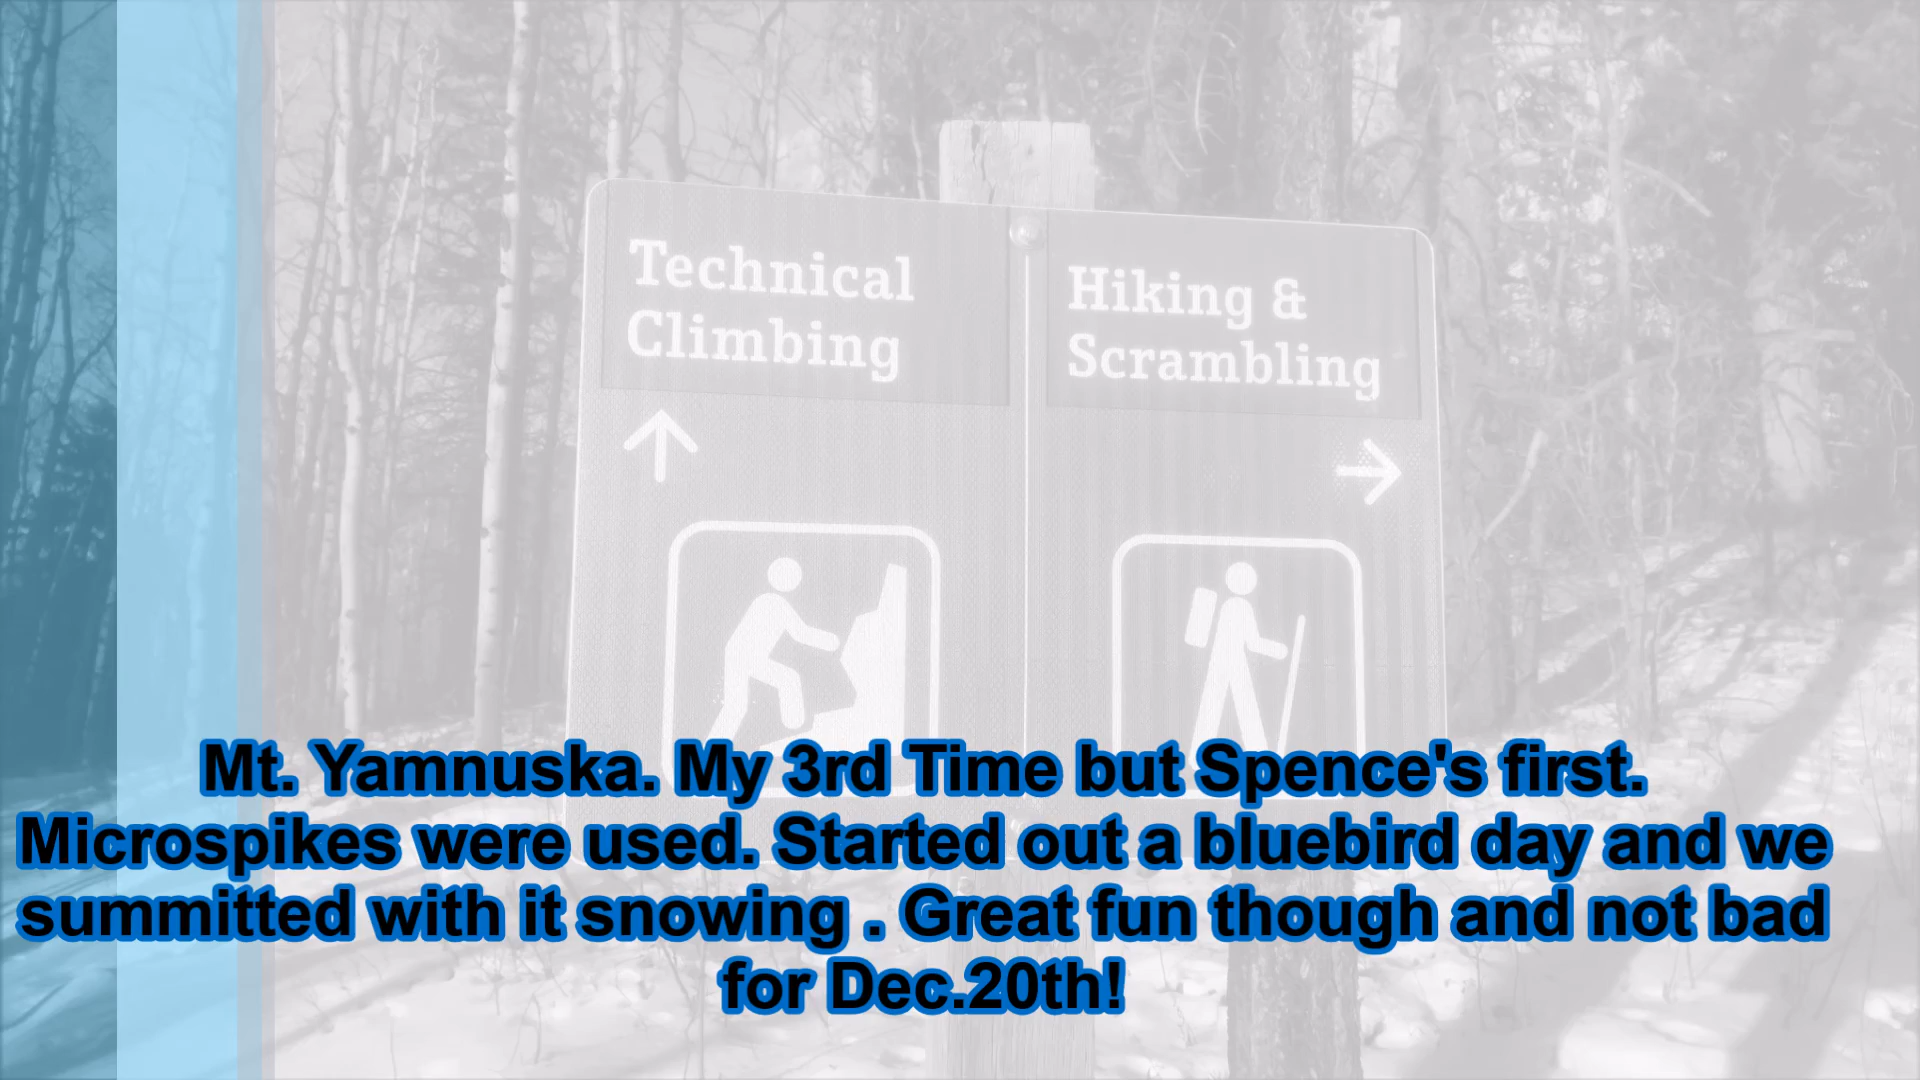 Technical
Climbing
Hiking &
Scrambling
Mt. Yamnuska. My 3rd Time but Spence's first.
Microspikes were used. Started out a bluebird day and we
summitted with it snowing . Great fun though and not bad
for Dec.20th!